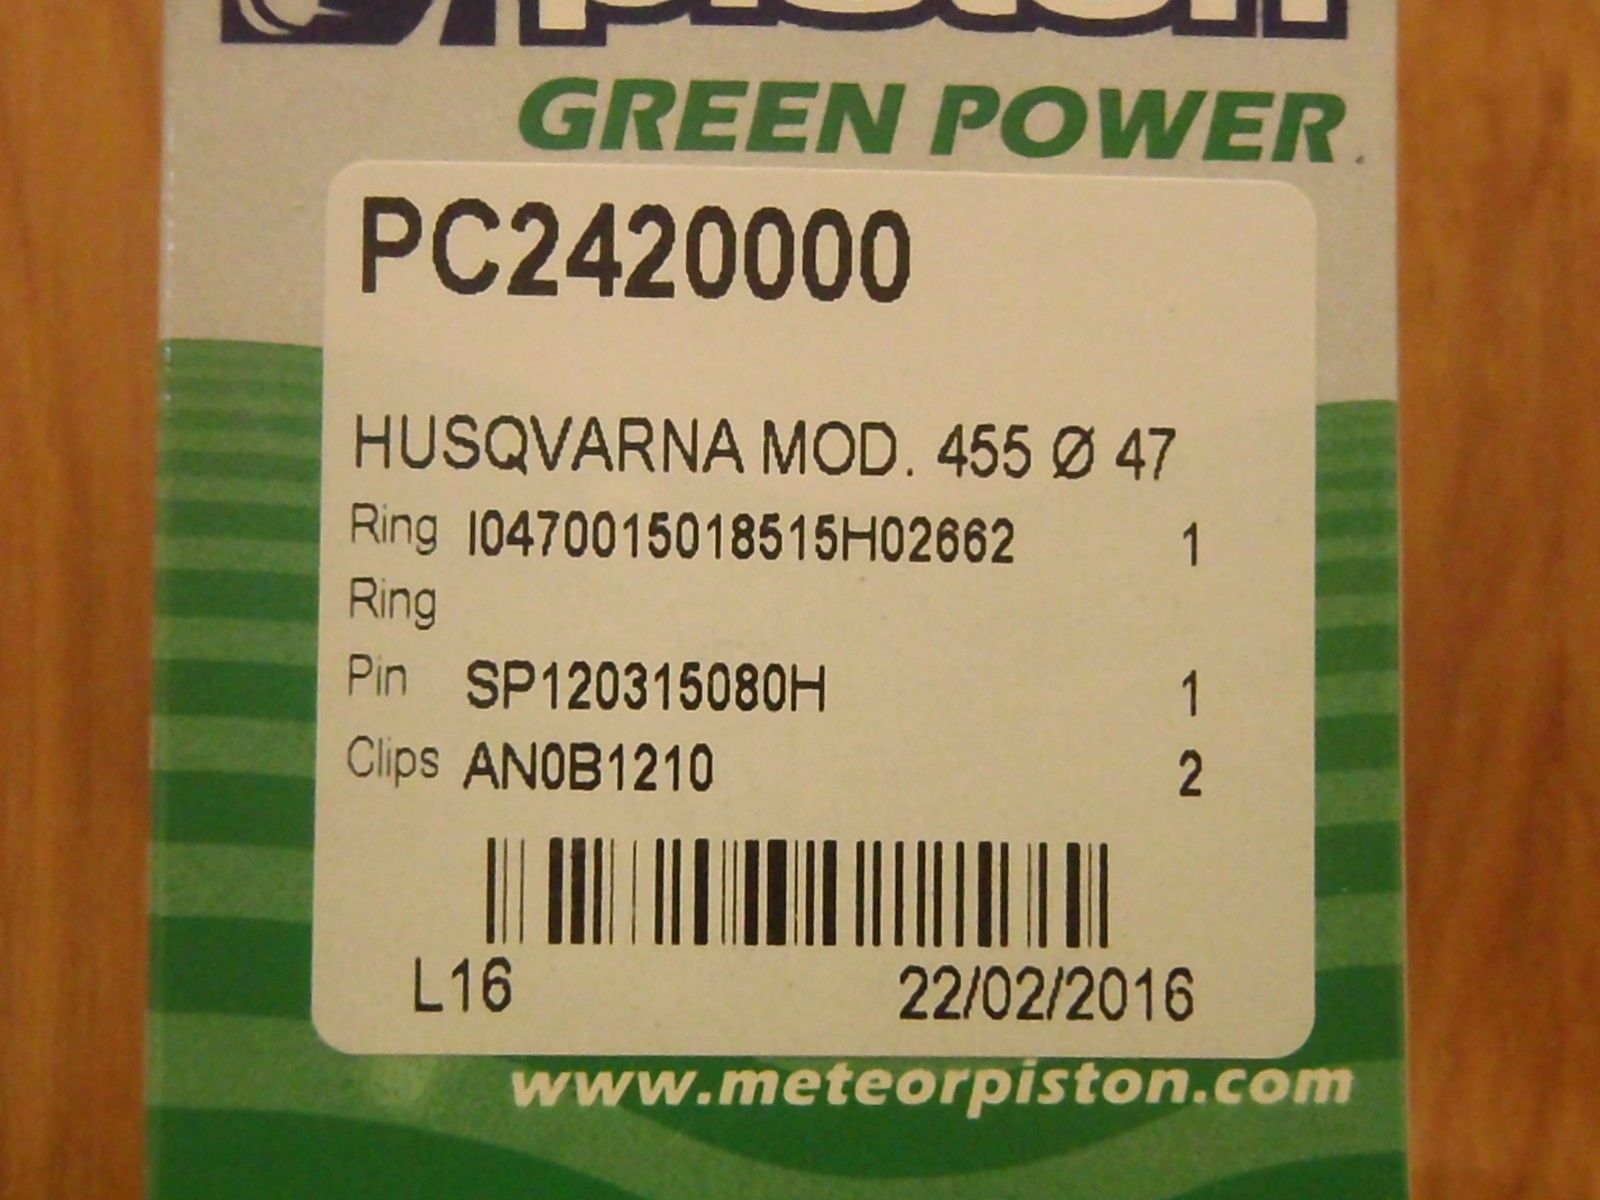 piston
GREEN POWER
PC2420000
HUSQVARNA MOD. 455 Ø 47
Ring I0470015018515H02662 1
Ring
Pin SP120315080H 1
Clips AN0B1210 2
L16 22/02/2016
www.meteorpiston.com